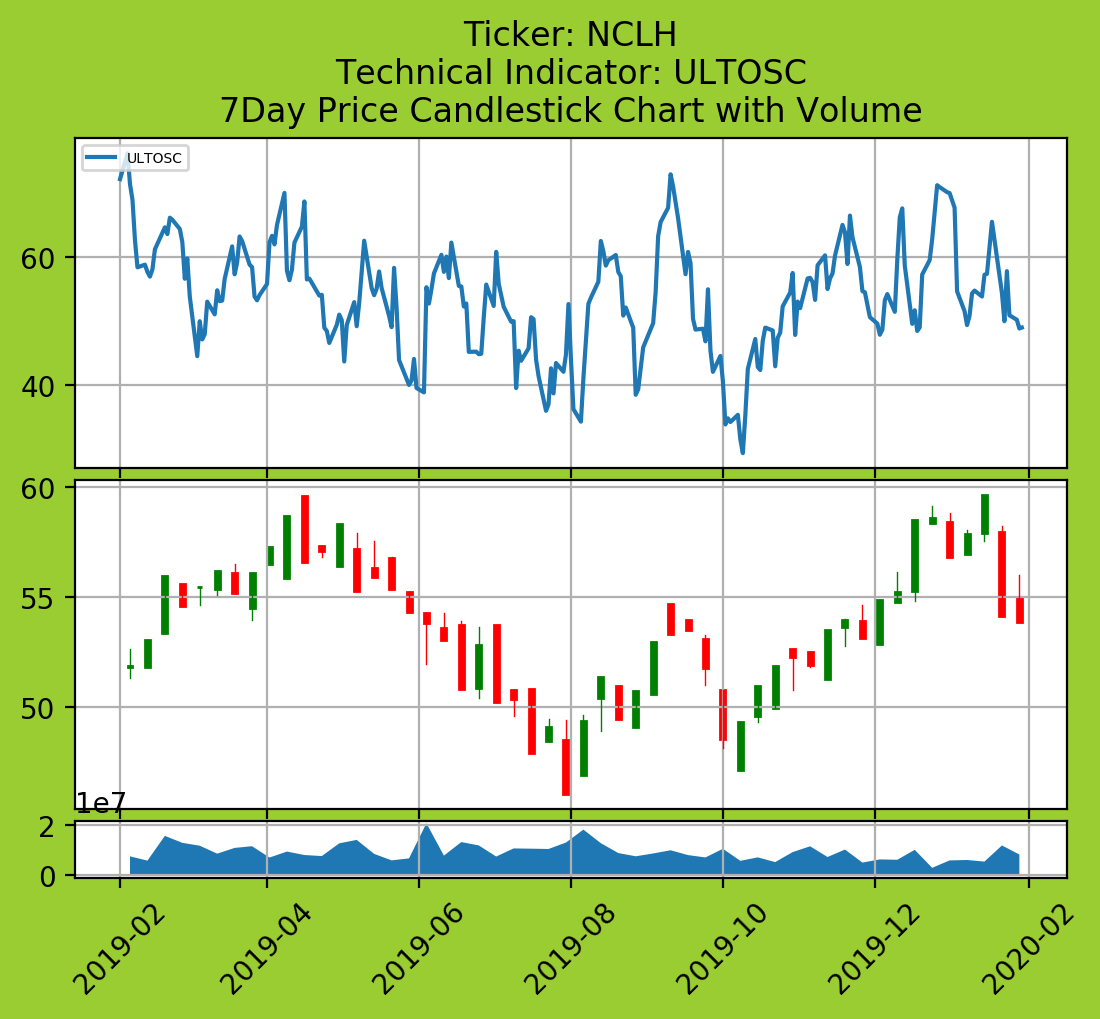 Ticker: NCLH
Technical Indicator: ULTOSC
7Day Price Candlestick Chart with Volume
ULTOSC
60
40
60
55
50
1e7
2
0
2019-02
2019-04
2019-06
2019-08
2019-10
2019-12
2020-02